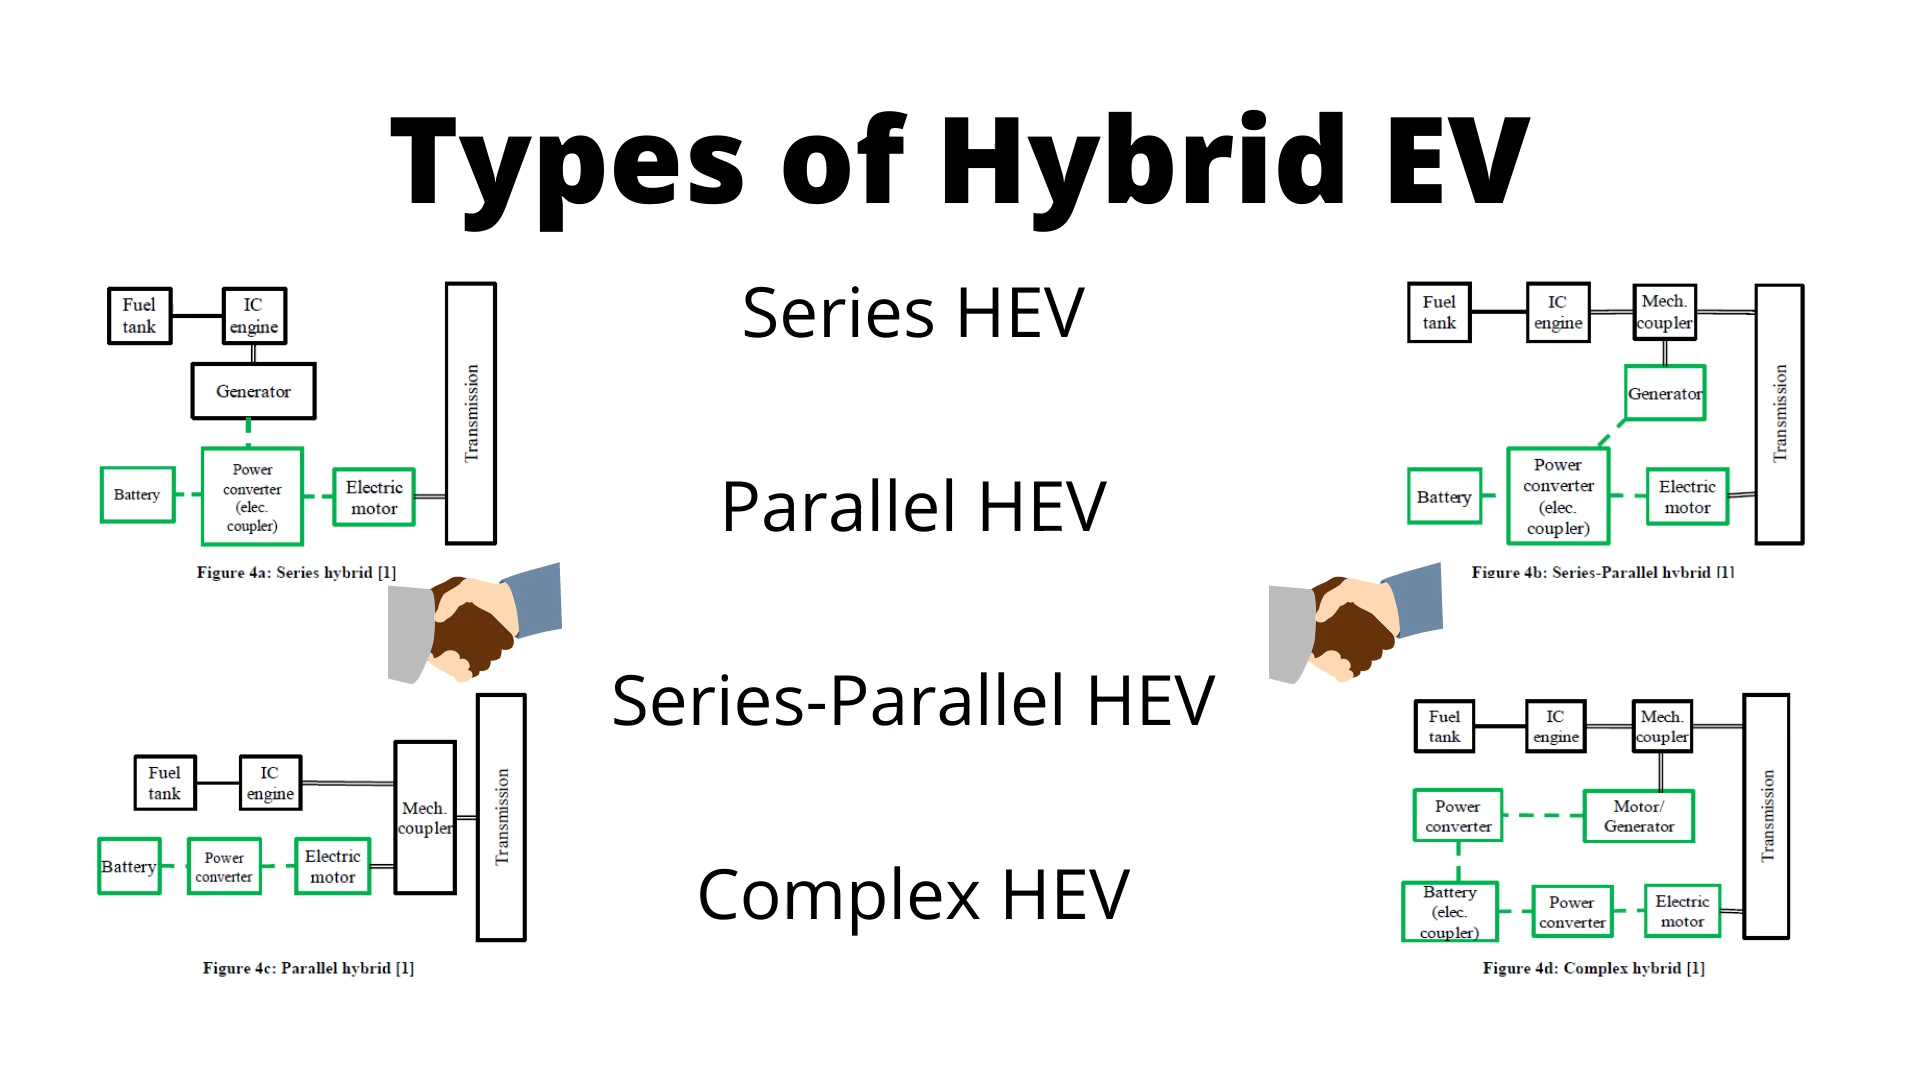 Types of Hybrid EV
Series HEV
Parallel HEV
Series-Parallel HEV
Complex HEV
Fuel
tank
IC
engine
Generator
Battery
Power
converter
(elec.
coupler)
Electric
motor
Transmission
Figure 4a: Series hybrid [1]
Fuel
tank
IC
engine
Mech.
coupler
Generator
Battery
Power
converter
(elec.
coupler)
Electric
motor
Transmission
Figure 4b: Series-Parallel hybrid [1]
Fuel
tank
IC
engine
Mech.
coupler
Battery
Power
converter
Electric
motor
Transmission
Figure 4c: Parallel hybrid [1]
Fuel
tank
IC
engine
Mech.
coupler
Power
converter
Motor/
Generator
Battery
(elec.
coupler)
Power
converter
Electric
motor
Transmission
Figure 4d: Complex hybrid [1]